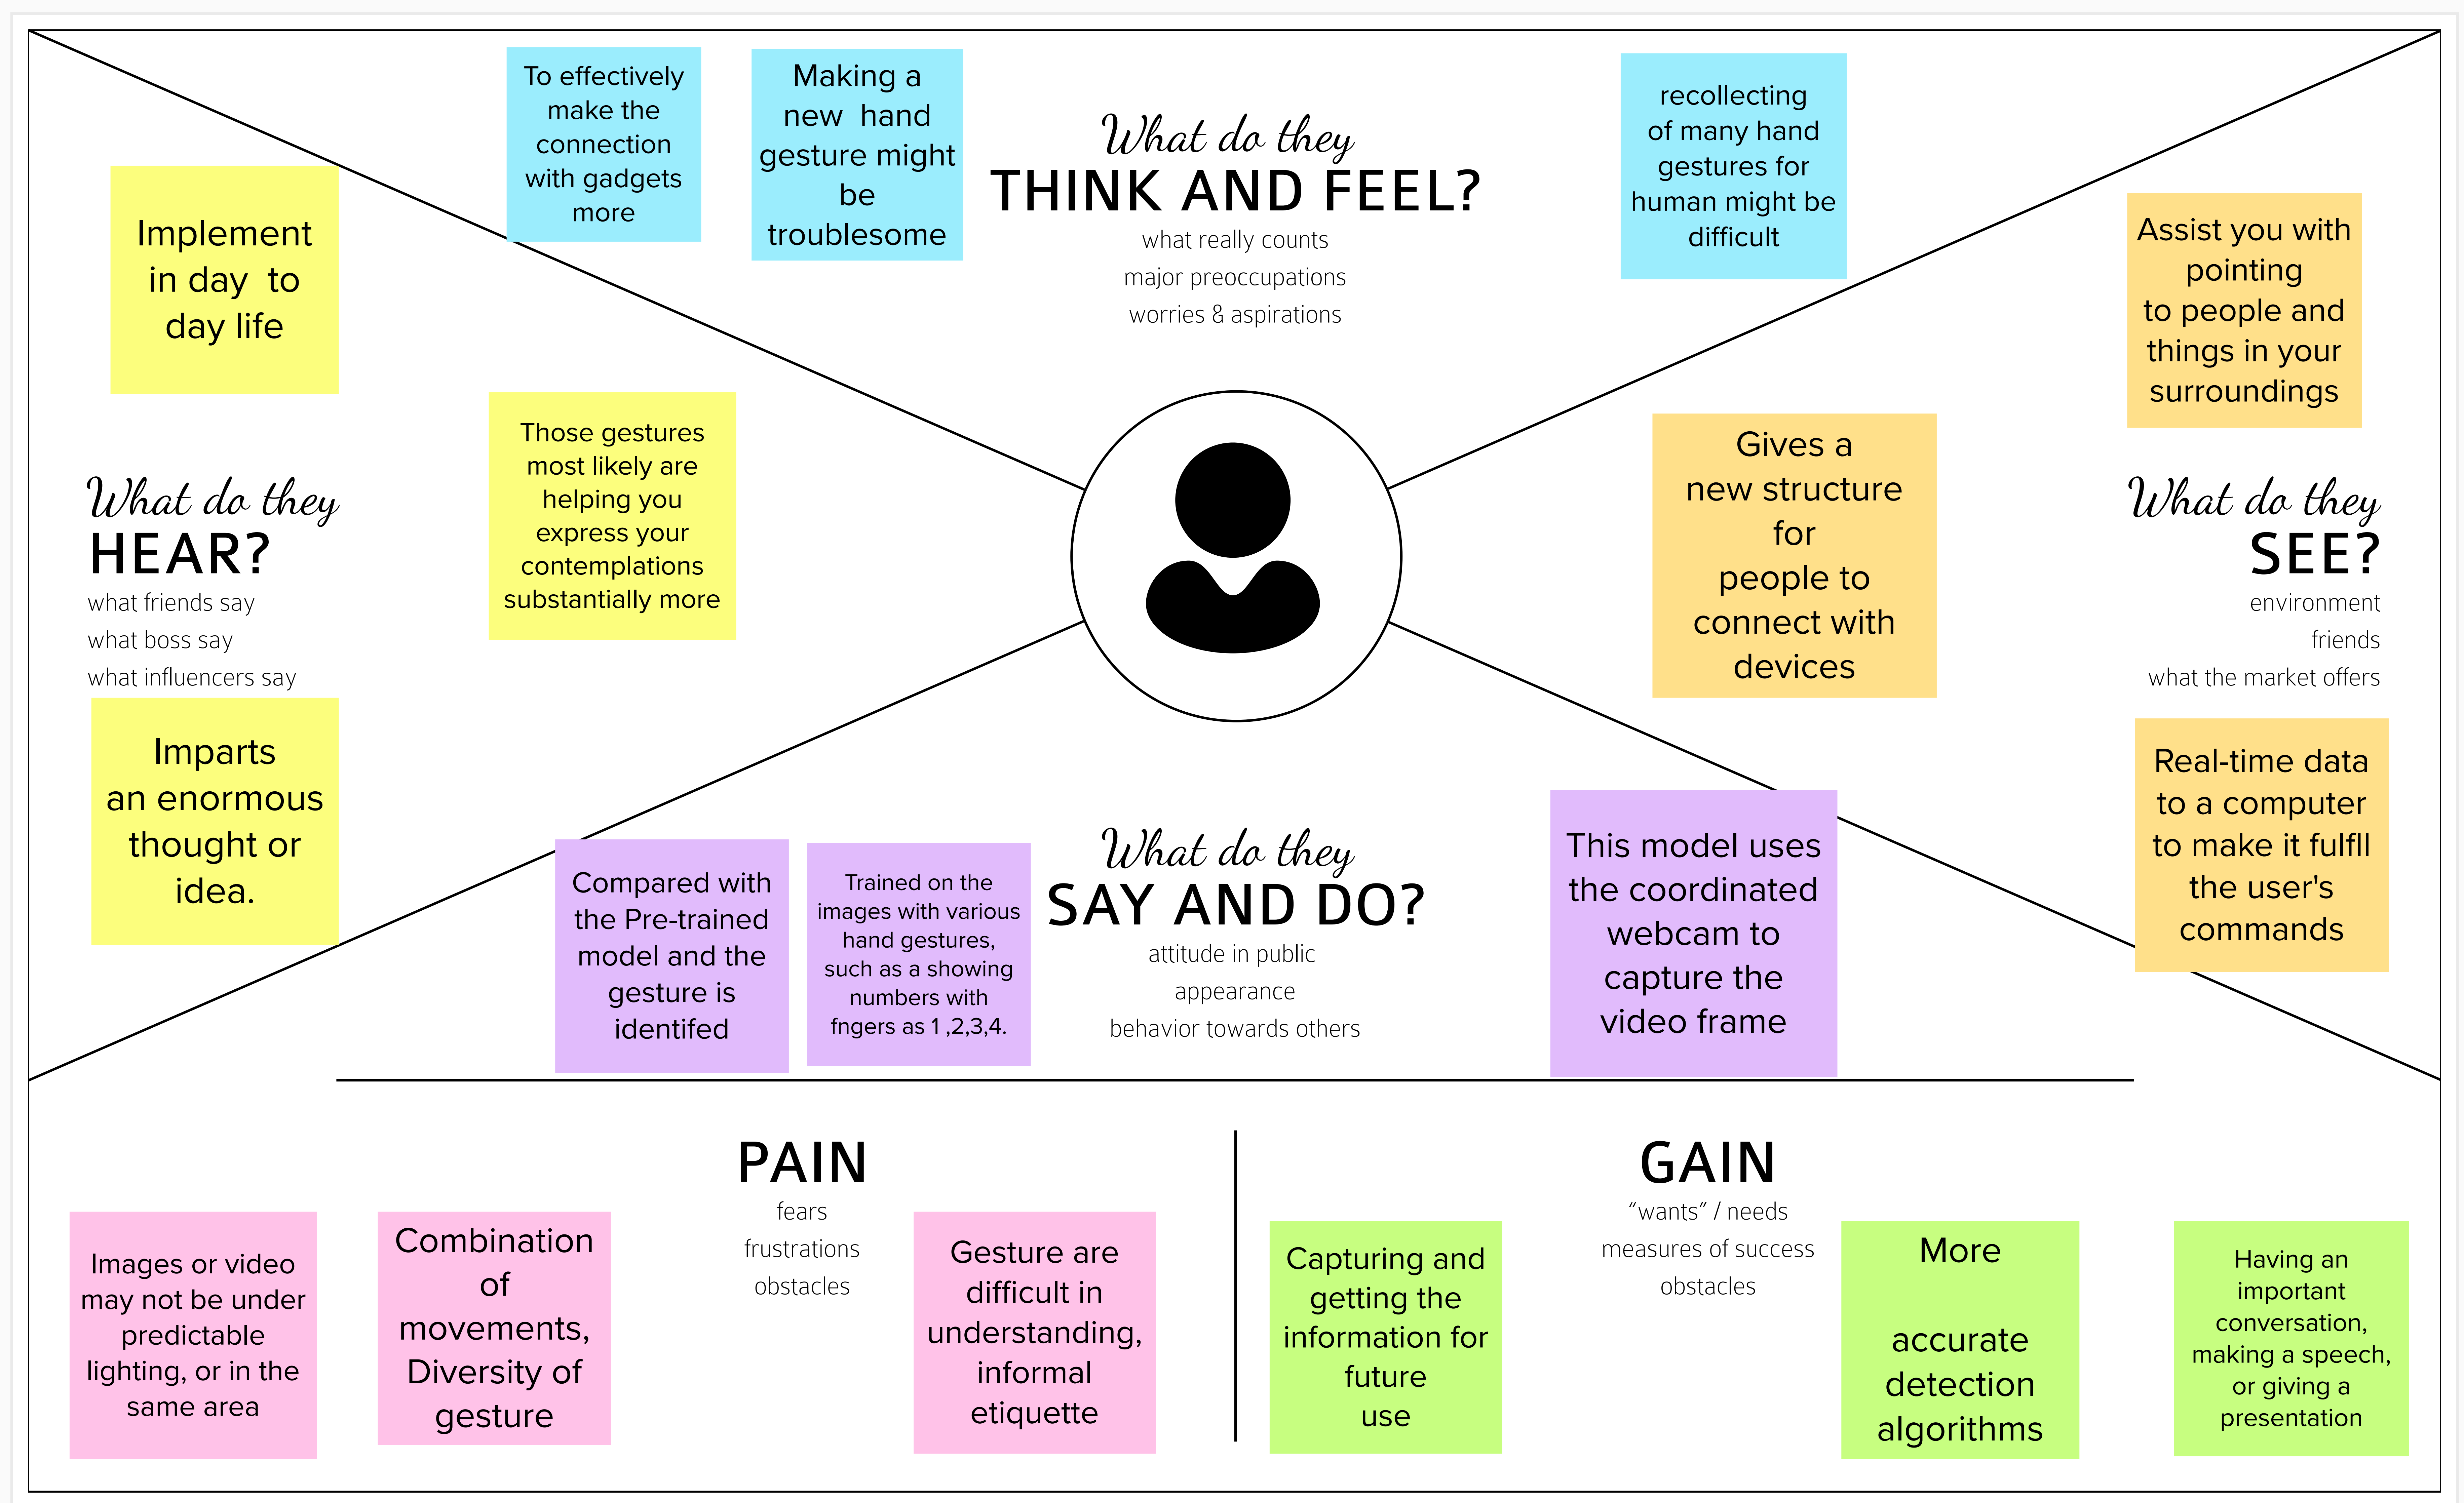 To effectively
make the
connection
with gadgets
more
Making a
new hand
gesture might
be
troublesome
What do they
THINK AND FEEL?
what really counts
major preoccupations
worries & aspirations
recollecting
of many hand
gestures for
human might be
difficult
Implement
in day to
day life
Those gestures
most likely are
helping you
express your
contemplations
substantially more
What do they
HEAR?
what friends say
what boss say
what influencers say
Imparts
an enormous
thought or
idea.
Assist you with
pointing
to people and
things in your
surroundings
Gives a
new structure
for
people to
connect with
devices
What do they
SEE?
environment
friends
what the market offers
Real-time data
to a computer
to make it fulfll
the user's
commands
Compared with
the Pre-trained
model and the
gesture is
identifed
Trained on the
images with various
hand gestures,
such as a showing
numbers with
fngers as 1 ,2,3,4.
What do they
SAY AND DO?
attitude in public
appearance
behavior towards others
This model uses
the coordinated
webcam to
capture the
video frame
PAIN
fears
frustrations
obstacles
Images or video
may not be under
predictable
lighting, or in the
same area
Combination
of
movements,
Diversity of
gesture
Gesture are
difficult in
understanding,
informal
etiquette
GAIN
“wants” / needs
measures of success
obstacles
Capturing and
getting the
information for
future
use
More
accurate
detection
algorithms
Having an
important
conversation,
making a speech,
or giving a
presentation